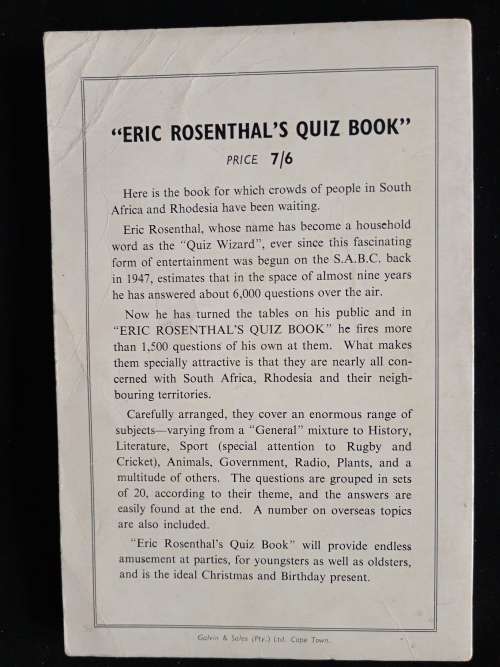 “ERIC ROSENTHAL'S QUIZ BOOK”
PRICE 7/6
Here is the book for which crowds of people in South
Africa and Rhodesia have been waiting.
Eric Rosenthal, whose name has become a household
word as the “Quiz Wizard”, ever since this fascinating
form of entertainment was begun on the S.A.B.C. back
in 1947, estimates that in the space of almost nine years
he has answered about 6,000 questions over the air.
Now he has turned the tables on his public and in
“ERIC ROSENTHAL'S QUIZ BOOK” he fires more
than 1,500 questions of his own at them. What makes
them specially attractive is that they are nearly all con-
cerned with South Africa, Rhodesia and their neigh-
bouring territories.
Carefully arranged, they cover an enormous range of
subjects—varying from a “General” mixture to History,
Literature, Sport (special attention to Rugby and
Cricket), Animals, Government, Radio, Plants, and a
multitude of others. The questions are grouped in sets
of 20, according to their theme, and the answers are
easily found at the end. A number on overseas topics
are also included.
“Eric Rosenthal's Quiz Book” will provide endless
amusement at parties, for youngsters as well as oldsters,
and is the ideal Christmas and Birthday present.
Galvin & Sales (Pty.) Ltd. Cape Town.